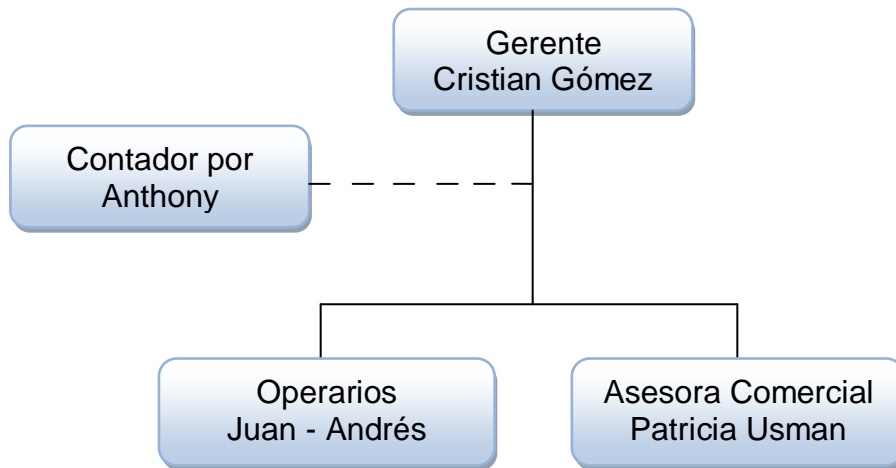 Gerente
Cristian Gómez
Contador por
Anthony
Operarios
Juan - Andrés
Asesora Comercial
Patricia Usman